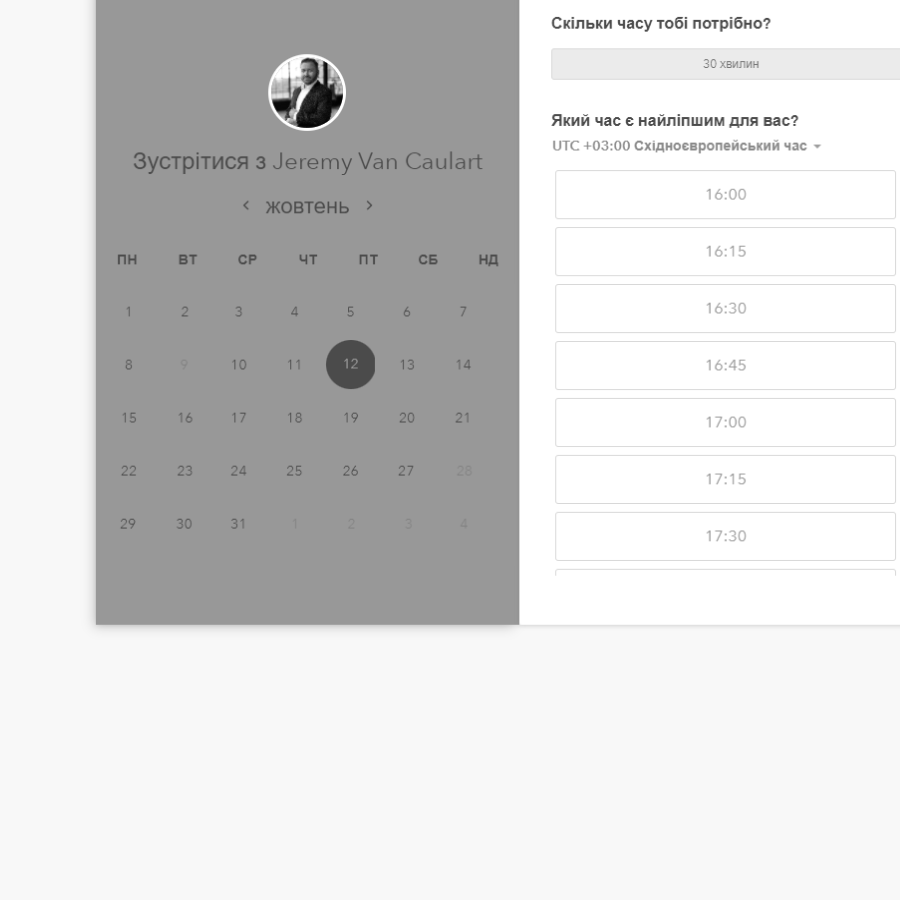 Зустрітися з Jeremy Van Caulart
жовтень
ПН ВТ СР ЧТ ПТ СБ НД
1 2 3 4 5 6 7
8 9 10 11 12 13 14
15 16 17 18 19 20 21
22 23 24 25 26 27 28
29 30 31 1 2 3 4
Скільки часу тобі потрібно?
30 хвилин
Який час є найліпшим для вас?
UTC +03:00 Східноєвропейський час
16:00
16:15
16:30
16:45
17:00
17:15
17:30